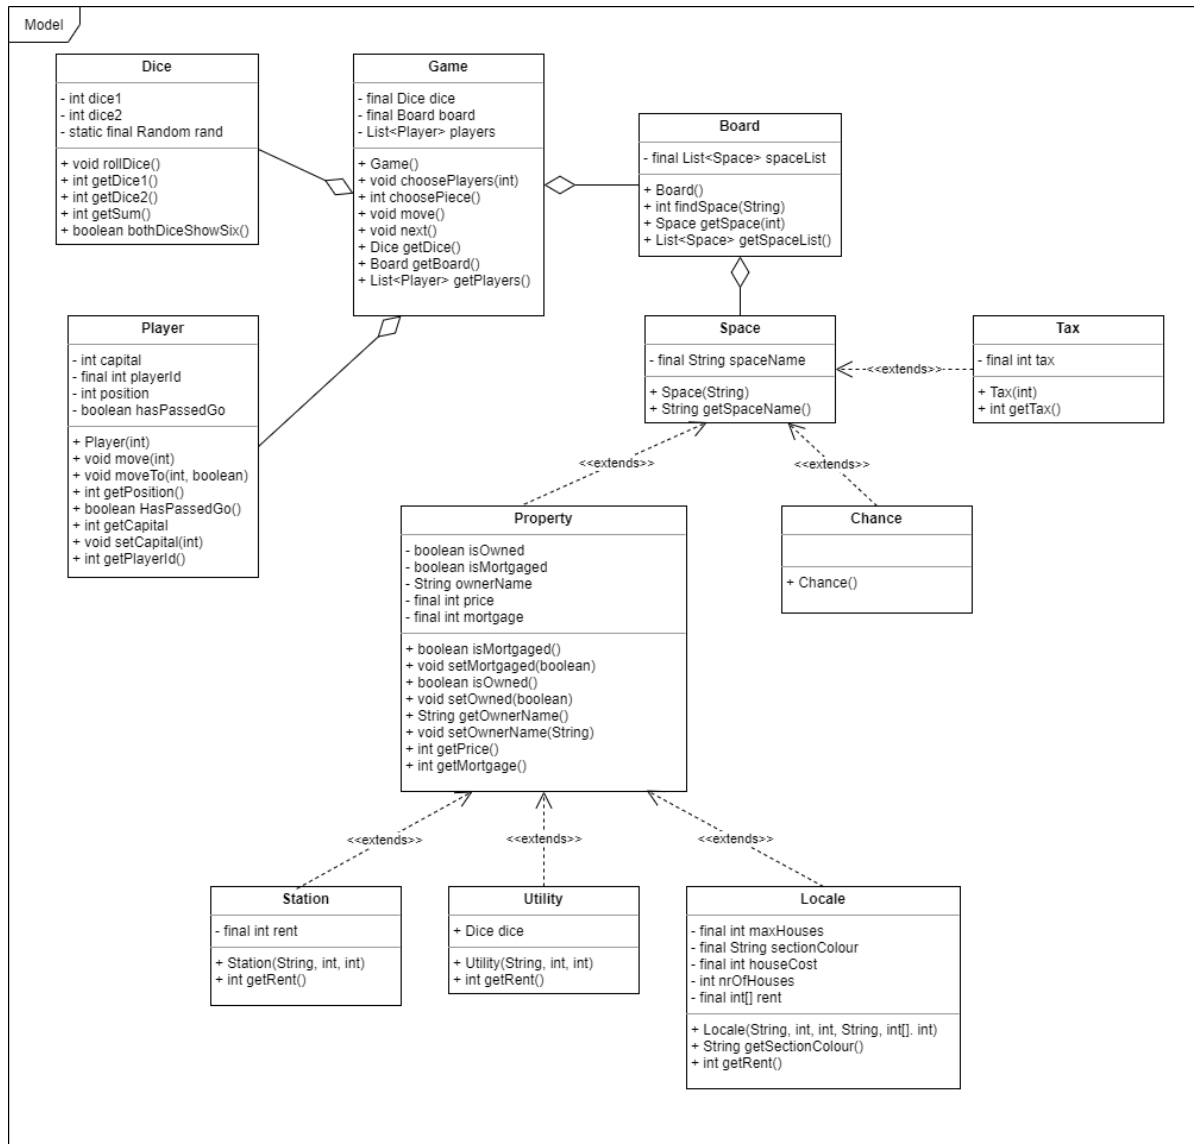 Model
Dice
- int dice1
- int dice2
- static final Random rand
+ void rollDice()
+ int getDice1()
+ int getDice2()
+ int getSum()
+ boolean bothDiceShowSix()
Game
- final Dice dice
- final Board board
- List<Player> players
+ Game()
+ void choosePlayers(int)
+ int choosePiece()
+ void move()
+ void next()
+ Dice getDice()
+ Board getBoard()
+ List<Player> getPlayers()
Board
- final List<Space> spaceList
+ Board()
+ int findSpace(String)
+ Space getSpace(int)
+ List<Space> getSpaceList()
Player
- int capital
- final int playerId
- int position
- boolean hasPassedGo
+ Player(int)
+ void move(int)
+ void moveTo(int, boolean)
+ int getPosition()
+ boolean HasPassedGo()
+ int getCapital
+ void setCapital(int)
+ int getPlayerId()
Space
- final String spaceName
+ Space(String)
+ String getSpaceName()
<<extends>>
Tax
- final int tax
+ Tax(int)
+ int getTax()
<<extends>>
<<extends>>
Property
- boolean isOwned
- boolean isMortgaged
- String ownerName
- final int price
- final int mortgage
+ boolean isMortgaged()
+ void setMortgaged(boolean)
+ boolean isOwned()
+ void setOwned(boolean)
+ String getOwnerName()
+ void setOwnerName(String)
+ int getPrice()
+ int getMortgage()
Chance
+ Chance()
<<extends>>
<<extends>>
<<extends>>
Station
- final int rent
+ Station(String, int, int)
+ int getRent()
Utility
+ Dice dice
+ Utility(String, int, int)
+ int getRent()
Locale
- final int maxHouses
- final String sectionColour
- final int houseCost
- int nrOfHouses
- final int[] rent
+ Locale(String, int, int, String, int[]. int)
+ String getSectionColour()
+ int getRent()